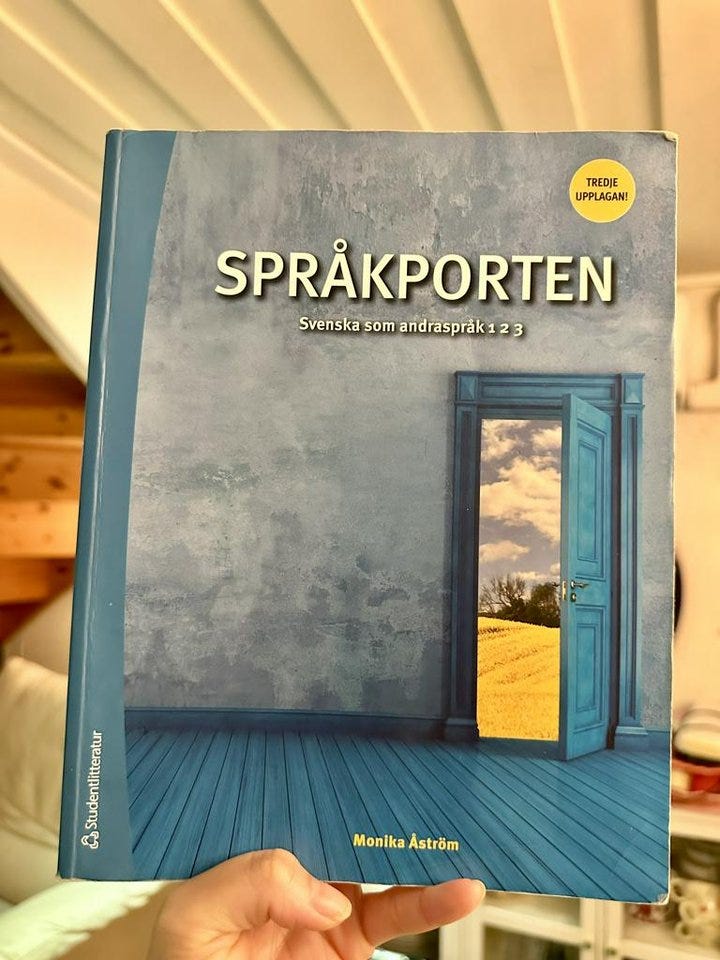 TREDJE
UPPLAGAN!
SPRÅKPORTEN
Svenska som andraspråk 1 2 3
Studentlitteratur
Monika Åström